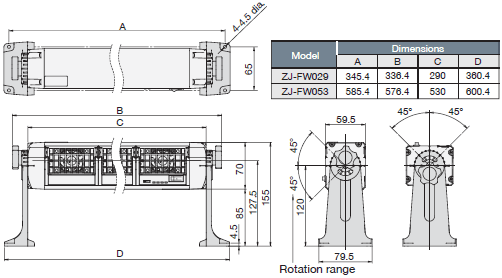 A
4-4.5 dia.
65
Model Dimensions
A B C D
ZJ-FW029 345.4 336.4 290 360.4
ZJ-FW053 585.4 576.4 530 600.4
B
C
70
155
127.5
85
4.5
D
59.5
45°
45°
120
79.5
Rotation range
45° 45°